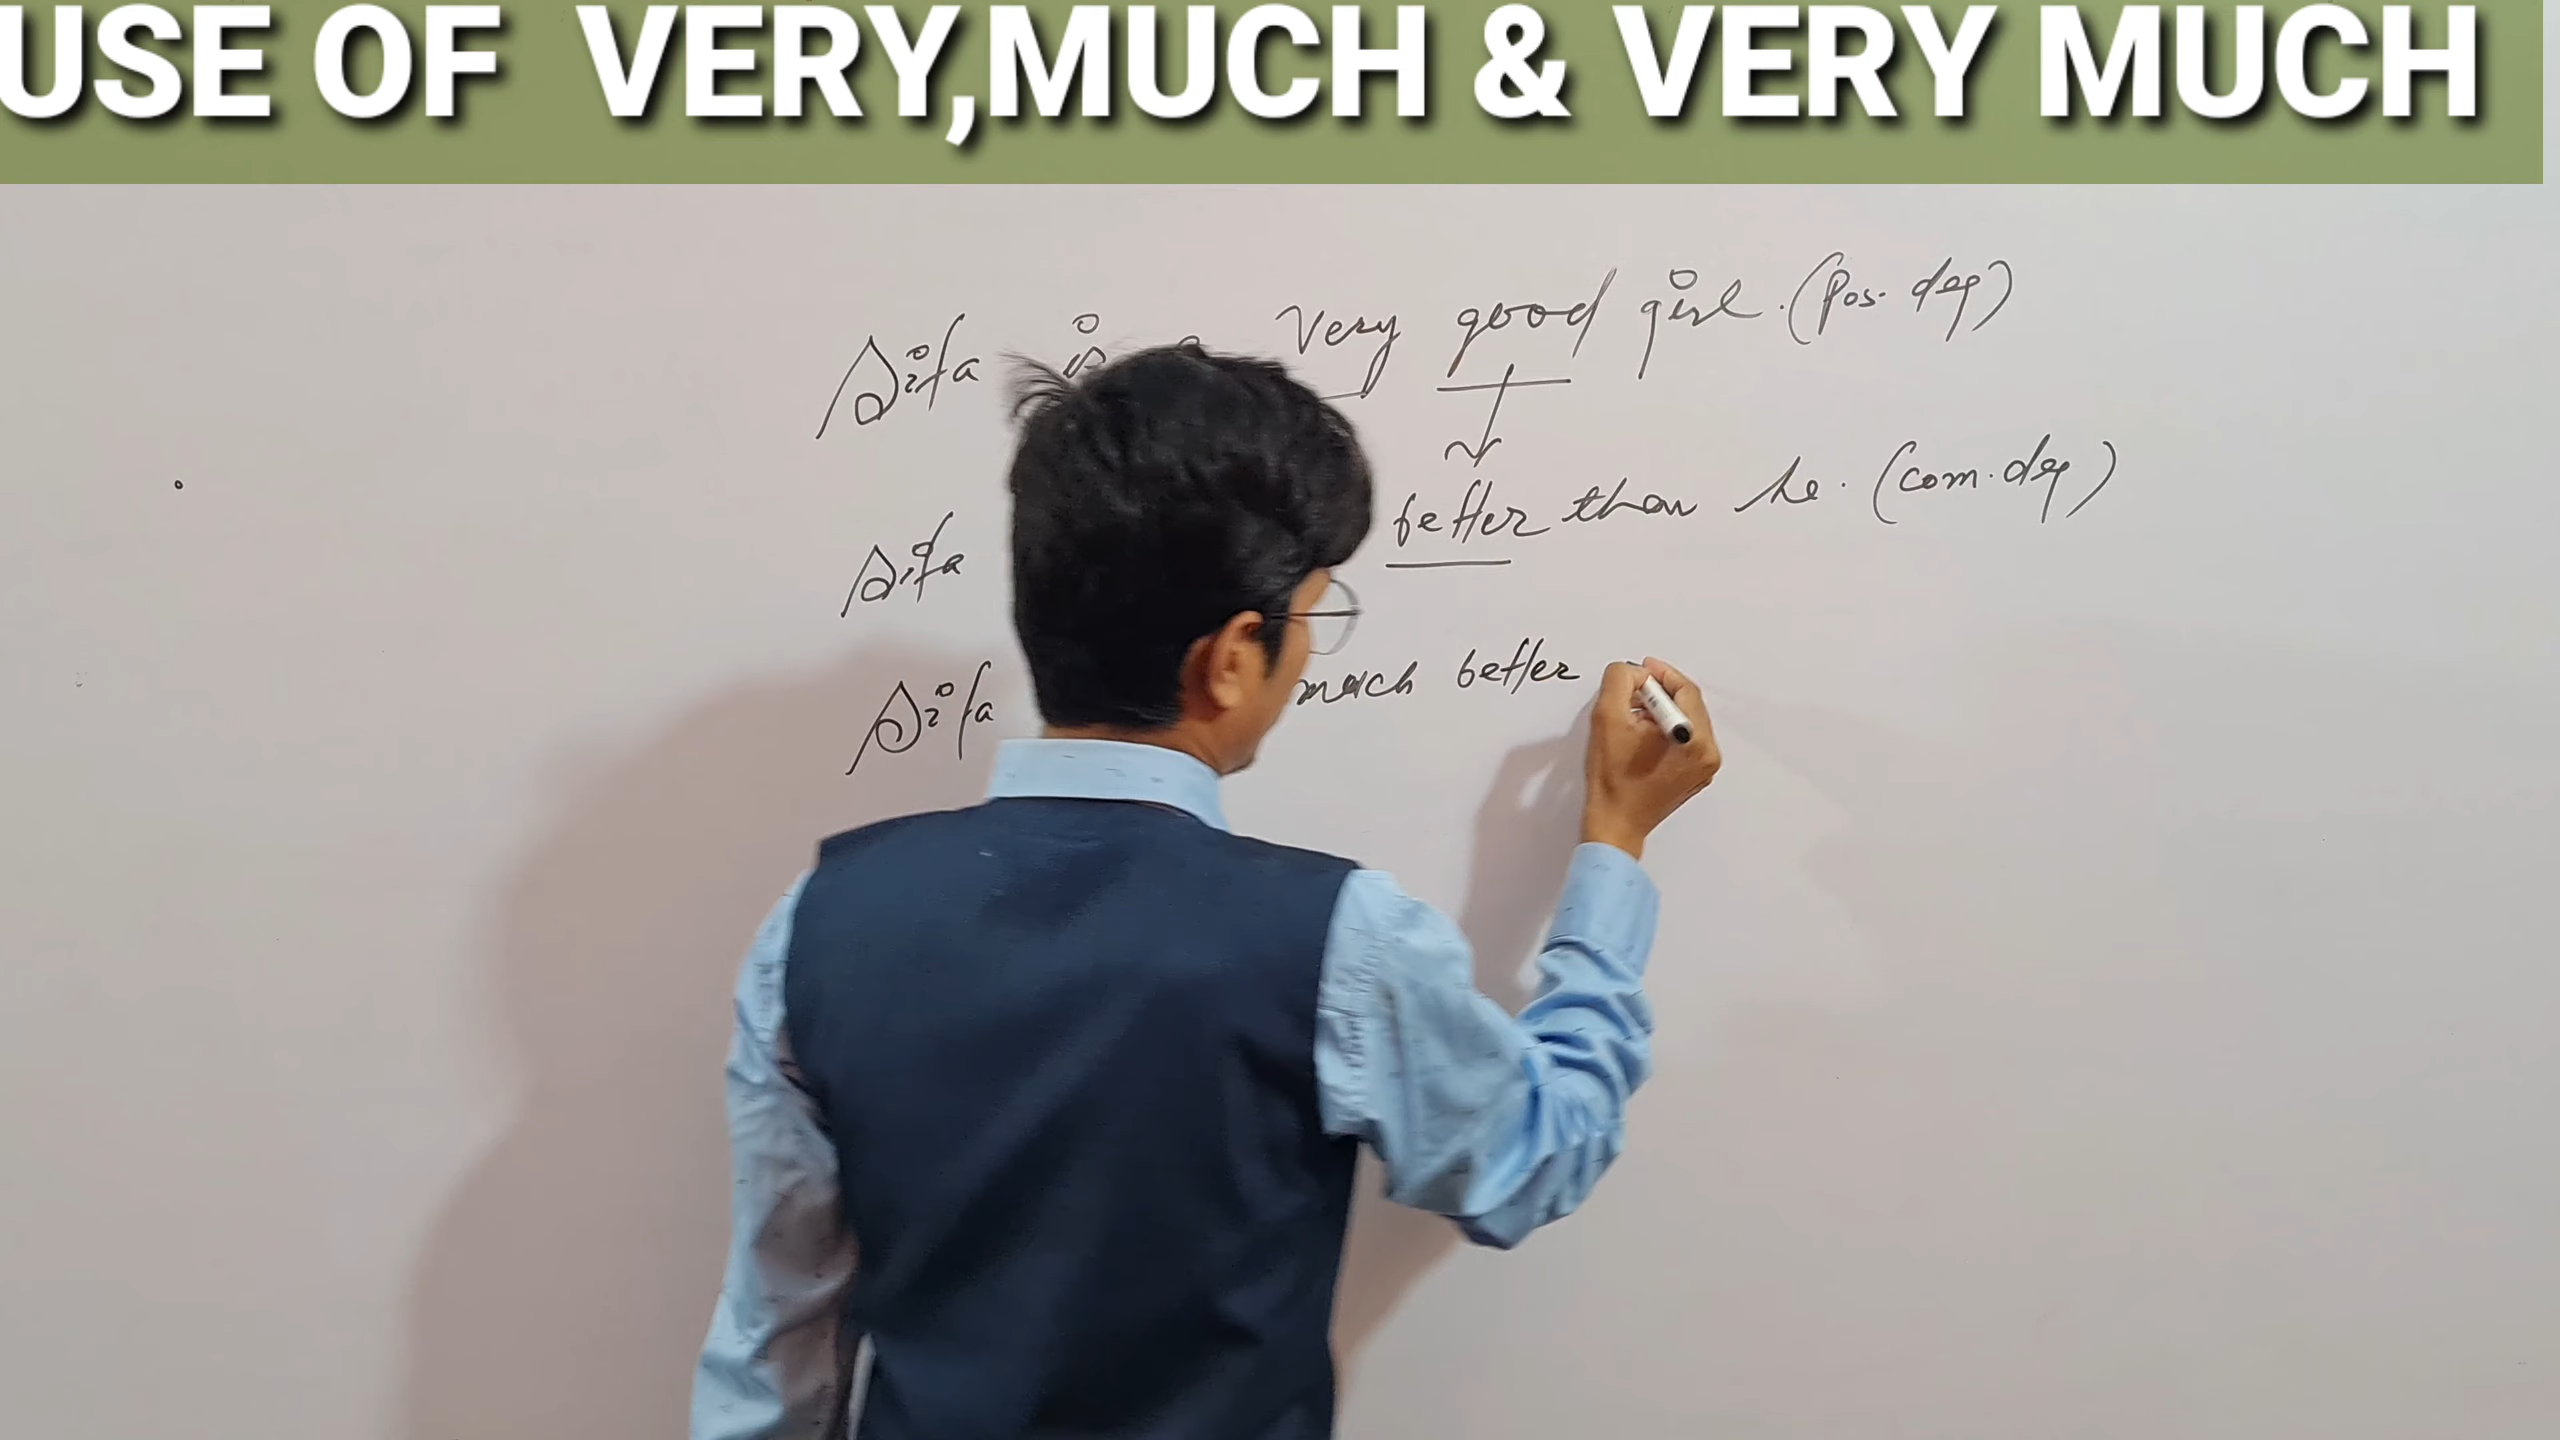 USE OF VERY,MUCH & VERY MUCH
Sifa is a very good girl. (Pos. deg)
Sifa better than he. (com. deg)
Sifa much better